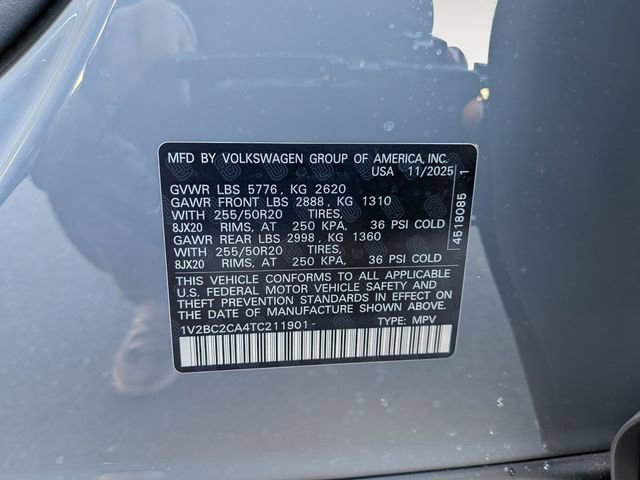 MFD BY VOLKSWAGEN GROUP OF AMERICA, INC.
USA 11/2025
GVWR LBS 5776, KG 2620
GAWR FRONT LBS 2888, KG 1310
WITH 255/50R20 TIRES,
8JX20 RIMS, AT 250 KPA, 36 PSI COLD
GAWR REAR LBS 2998, KG 1360
WITH 255/50R20 TIRES,
8JX20 RIMS, AT 250 KPA, 36 PSI COLD
THIS VEHICLE CONFORMS TO ALL APPLICABLE
U.S. FEDERAL MOTOR VEHICLE SAFETY AND
THEFT PREVENTION STANDARDS IN EFFECT ON
THE DATE OF MANUFACTURE SHOWN ABOVE.
1V2BC2CA4TC211901 - TYPE: MPV
4518085 1